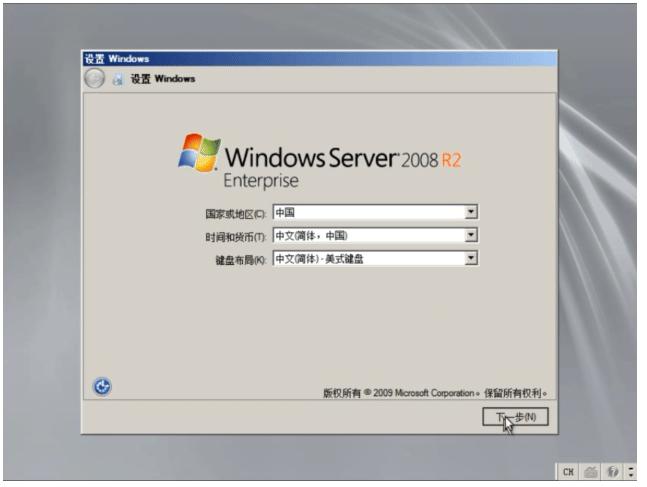 设置 Windows
设置 Windows
Windows Server 2008 R2
Enterprise
国家或地区(C): 中国
时间和货币(T): 中文(简体，中国)
键盘布局(K): 中文(简体) - 美式键盘
版权所有 © 2009 Microsoft Corporation。保留所有权利。
下一步(N)
CH